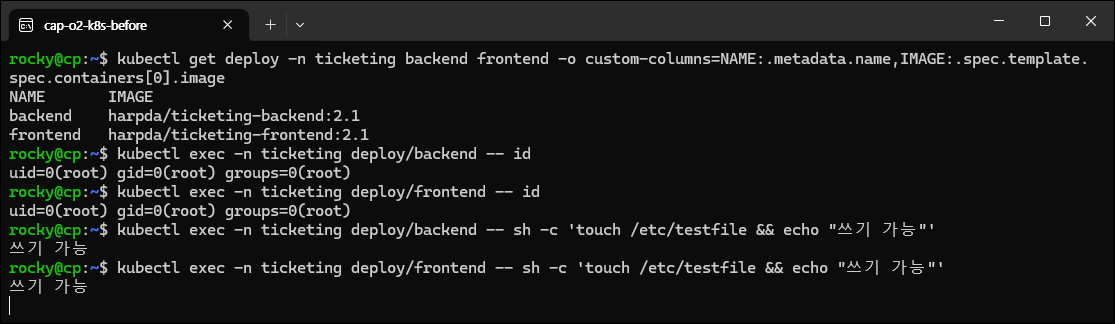 cap-o2-k8s-before
rocky@cp:~$ kubectl get deploy -n ticketing backend frontend -o custom-columns=NAME:.metadata.name,IMAGE:.spec.template.
spec.containers[0].image
NAME       IMAGE
backend    harpda/ticketing-backend:2.1
frontend   harpda/ticketing-frontend:2.1
rocky@cp:~$ kubectl exec -n ticketing deploy/backend -- id
uid=0(root) gid=0(root) groups=0(root)
rocky@cp:~$ kubectl exec -n ticketing deploy/frontend -- id
uid=0(root) gid=0(root) groups=0(root)
rocky@cp:~$ kubectl exec -n ticketing deploy/backend -- sh -c 'touch /etc/testfile && echo "쓰기 가능"'
쓰기 가능
rocky@cp:~$ kubectl exec -n ticketing deploy/frontend -- sh -c 'touch /etc/testfile && echo "쓰기 가능"'
쓰기 가능